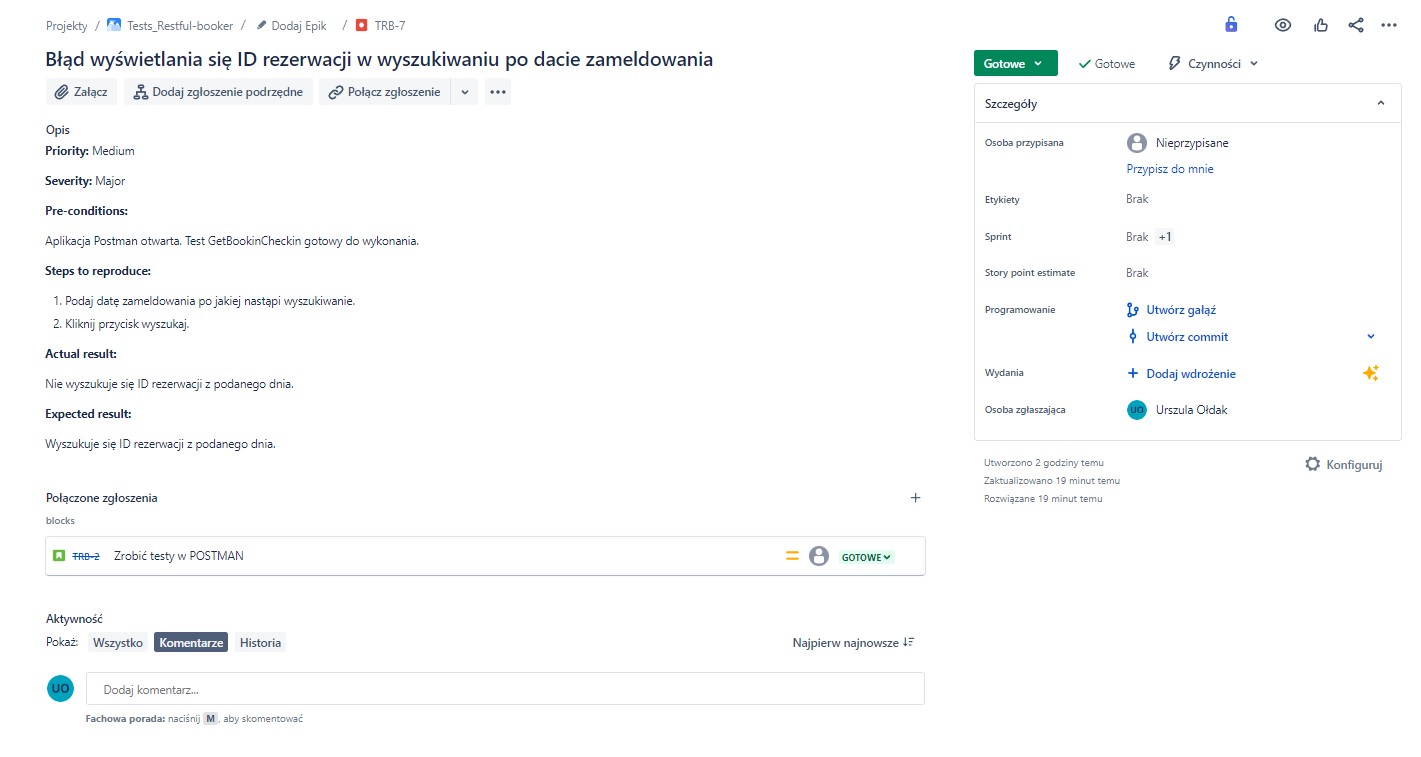 Projekty / Tests_Restful-booker / Dodaj Epik / TRB-7
Błąd wyświetlania się ID rezerwacji w wyszukiwaniu po dacie zameldowania
Załącz Dodaj zgłoszenie podrzędne Połącz zgłoszenie
Opis
Priority: Medium
Severity: Major
Pre-conditions:
Aplikacja Postman otwarta. Test GetBookinCheckin gotowy do wykonania.
Steps to reproduce:
1. Podaj datę zameldowania po jakiej nastąpi wyszukiwanie.
2. Kliknij przycisk wyszukaj.
Actual result:
Nie wyszukuje się ID rezerwacji z podanego dnia.
Expected result:
Wyszukuje się ID rezerwacji z podanego dnia.
Połączone zgłoszenia
blocks
TRB-2 Zrobić testy w POSTMAN GOTOWE
Aktywność
Pokaż: Wszystko Komentarze Historia Najpierw najnowsze
UO Dodaj komentarz...
Fachowa porada: naciśnij M, aby skomentować
Gotowe Gotowe Czynności
Szczegóły
Osoba przypisana Nieprzypisane
Przypisz do mnie
Etykiety Brak
Sprint Brak +1
Story point estimate Brak
Programowanie Utwórz gałąź
Utwórz commit
Wydania Dodaj wdrożenie
Osoba zgłaszająca UO Urszula Ołdak
Utworzono 2 godziny temu Konfiguruj
Zaktualizowano 19 minut temu
Rozwiązane 19 minut temu